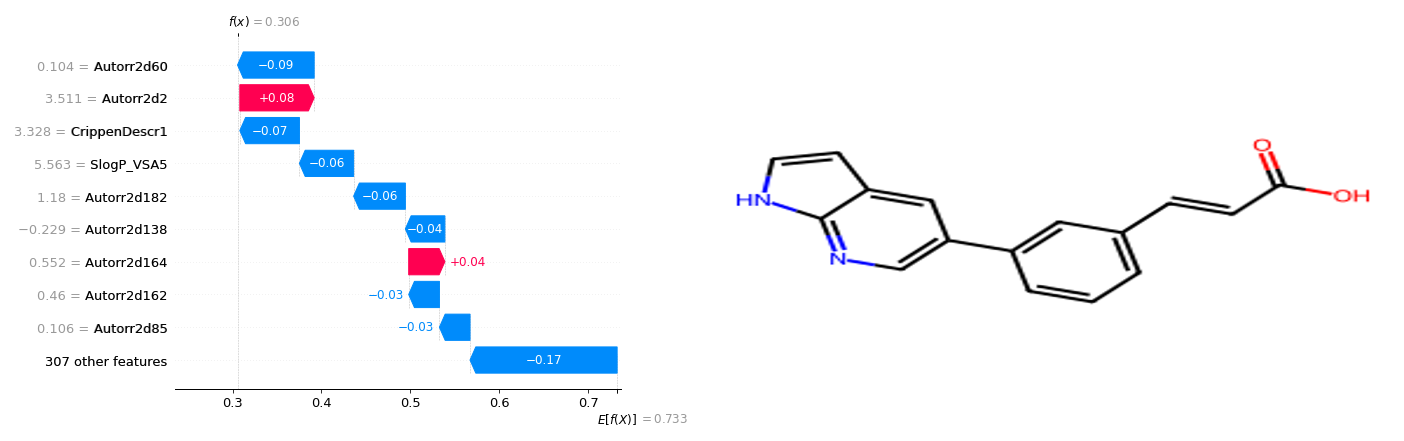 f(x) = 0.306
0.104 = Autorr2d60 −0.09
3.511 = Autorr2d2 +0.08
3.328 = CrippenDescr1 −0.07
5.563 = SlogP_VSA5 −0.06
1.18 = Autorr2d182 −0.06
−0.229 = Autorr2d138 −0.04
0.552 = Autorr2d164 +0.04
0.46 = Autorr2d162 −0.03
0.106 = Autorr2d85 −0.03
307 other features −0.17
0.3 0.4 0.5 0.6 0.7
E[f(X)] = 0.733
O
HN
OH
N